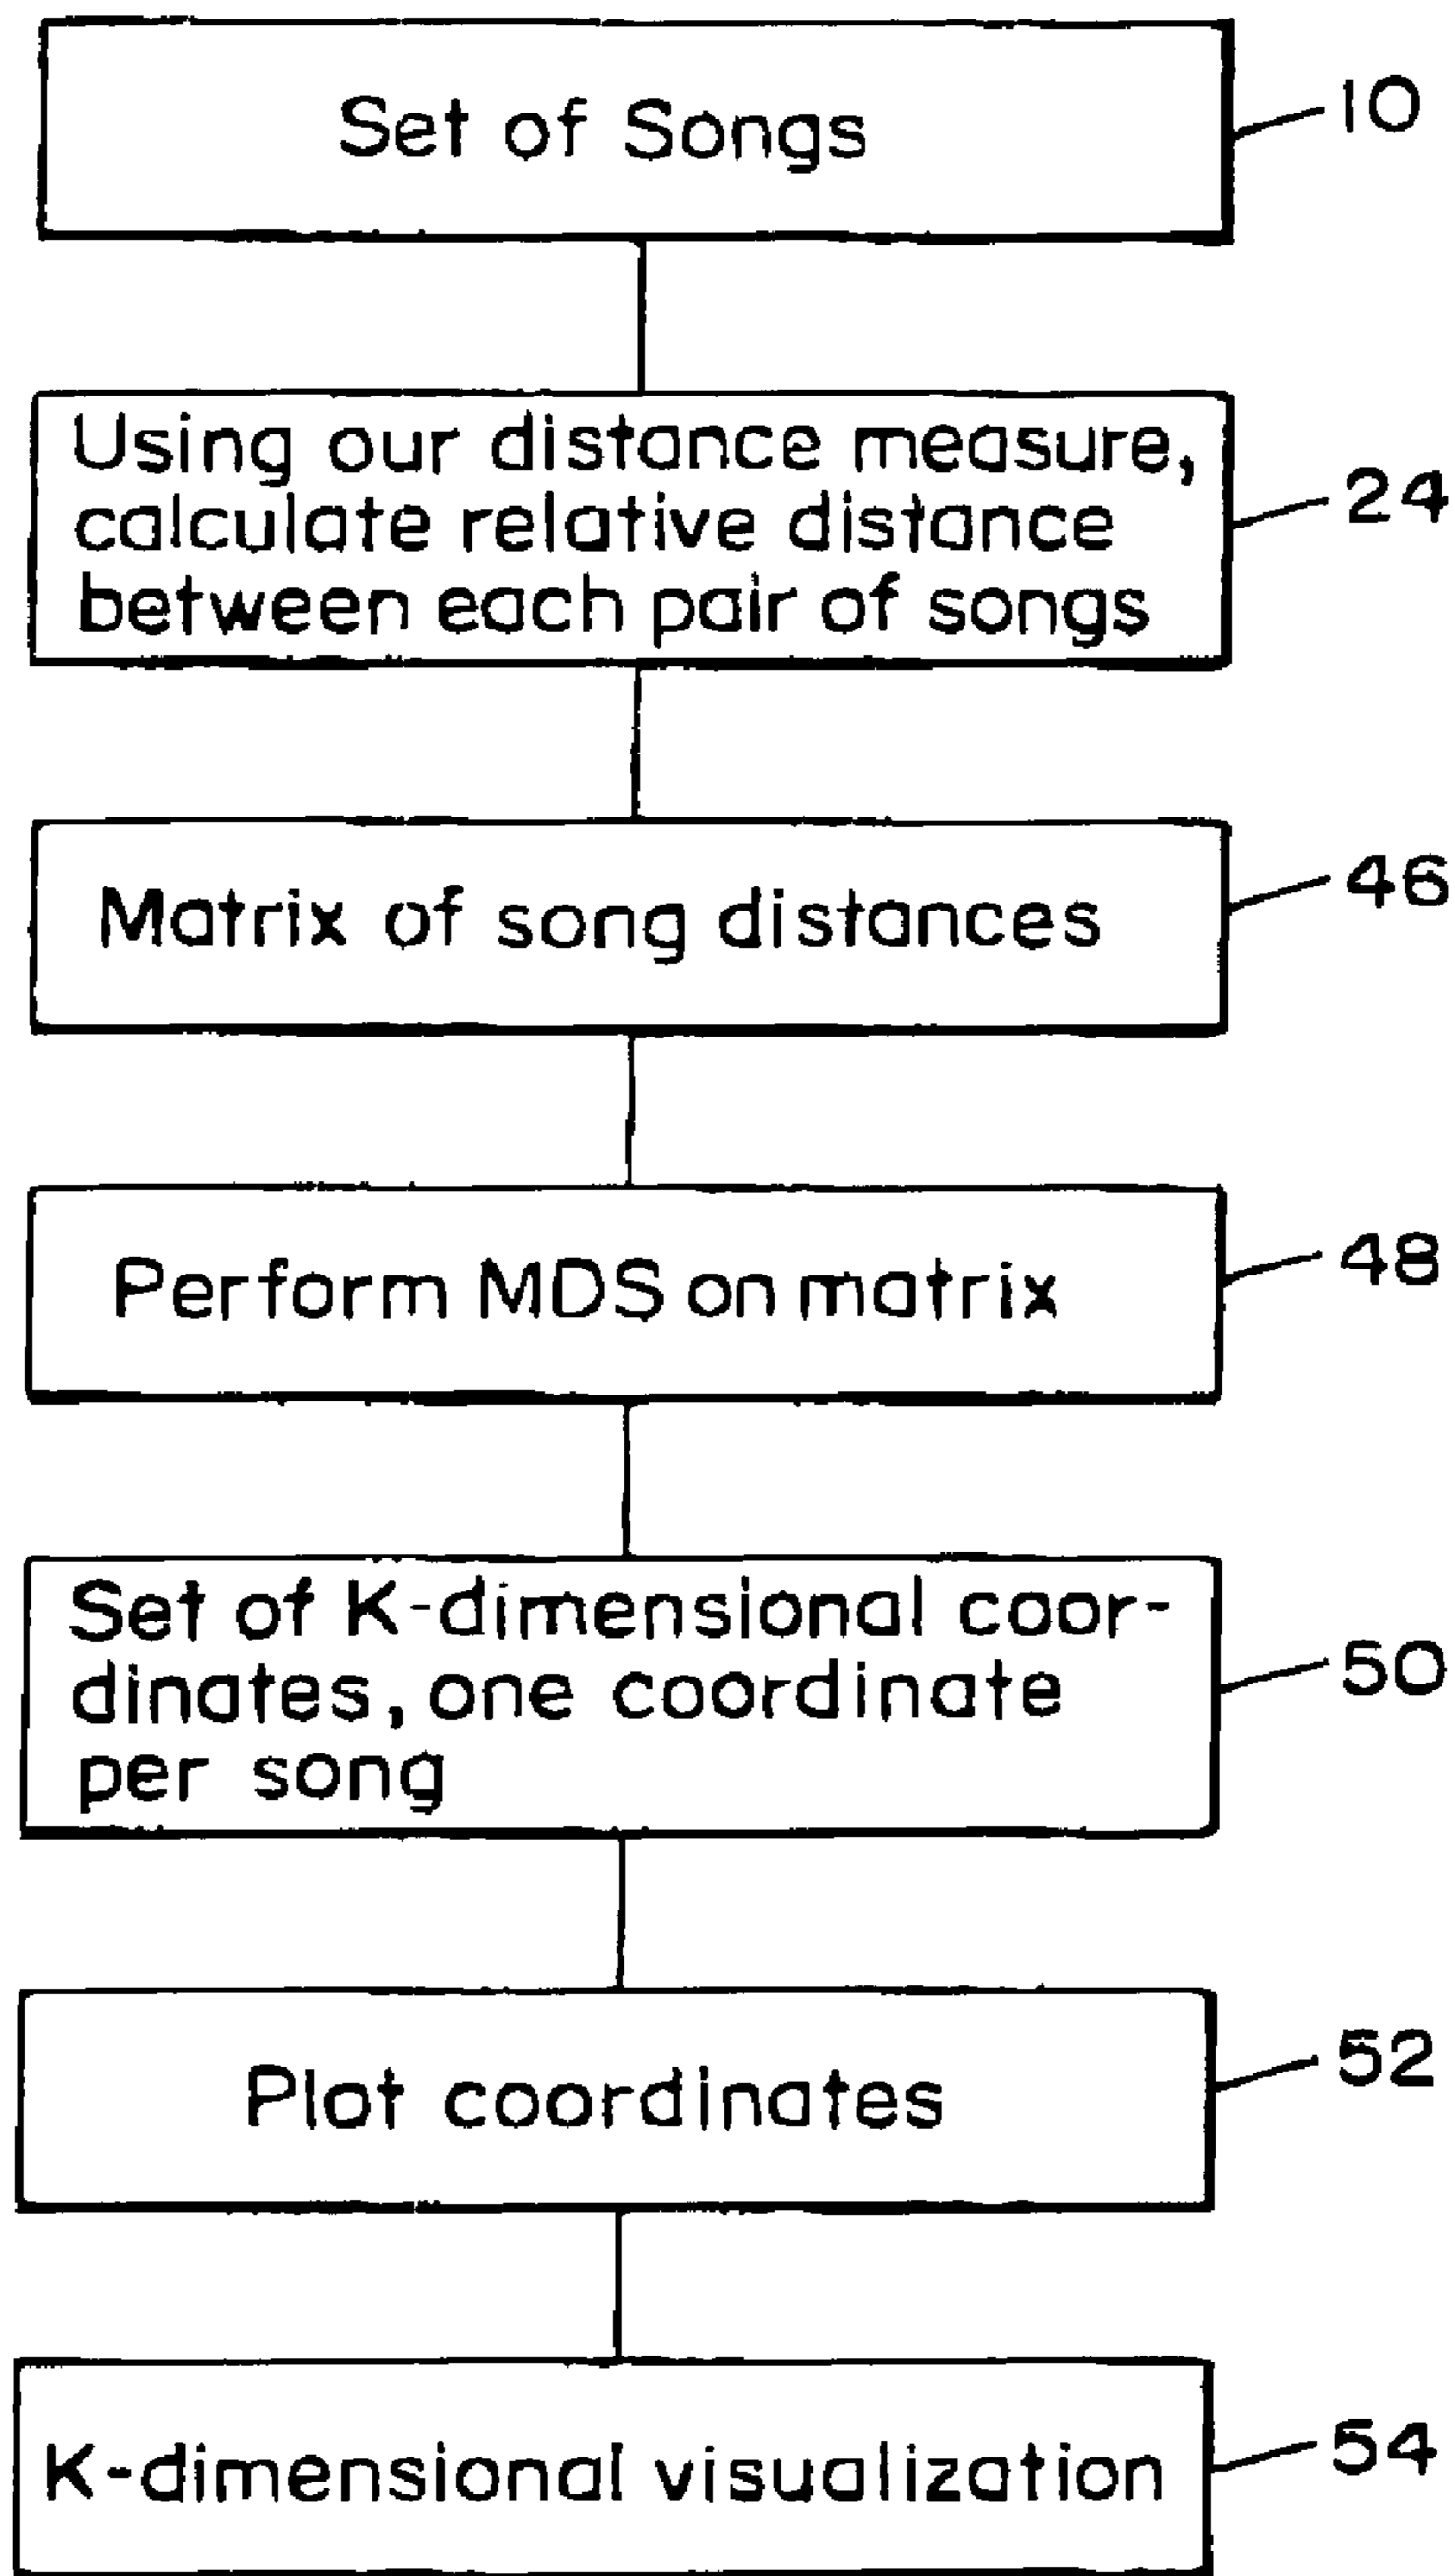 Set of Songs
10
Using our distance measure,
calculate relative distance
between each pair of songs
24
Matrix of song distances
46
Perform MDS on matrix
48
Set of K-dimensional coor-
dinates, one coordinate
per song
50
Plot coordinates
52
K-dimensional visualization
54